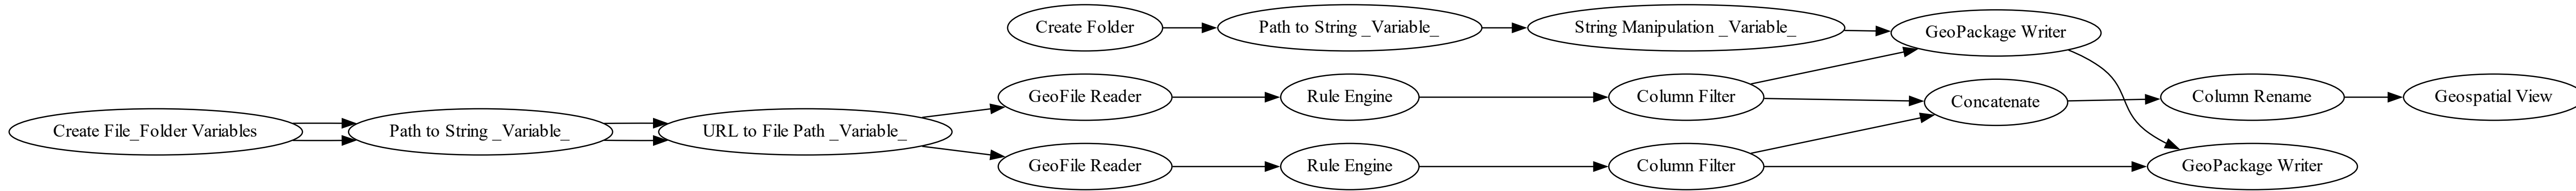 Create Folder
Path to String _Variable_
String Manipulation _Variable_
GeoPackage Writer
GeoFile Reader
Rule Engine
Column Filter
Concatenate
Column Rename
Geospatial View
Create File_Folder Variables
Path to String _Variable_
URL to File Path _Variable_
GeoFile Reader
Rule Engine
Column Filter
GeoPackage Writer